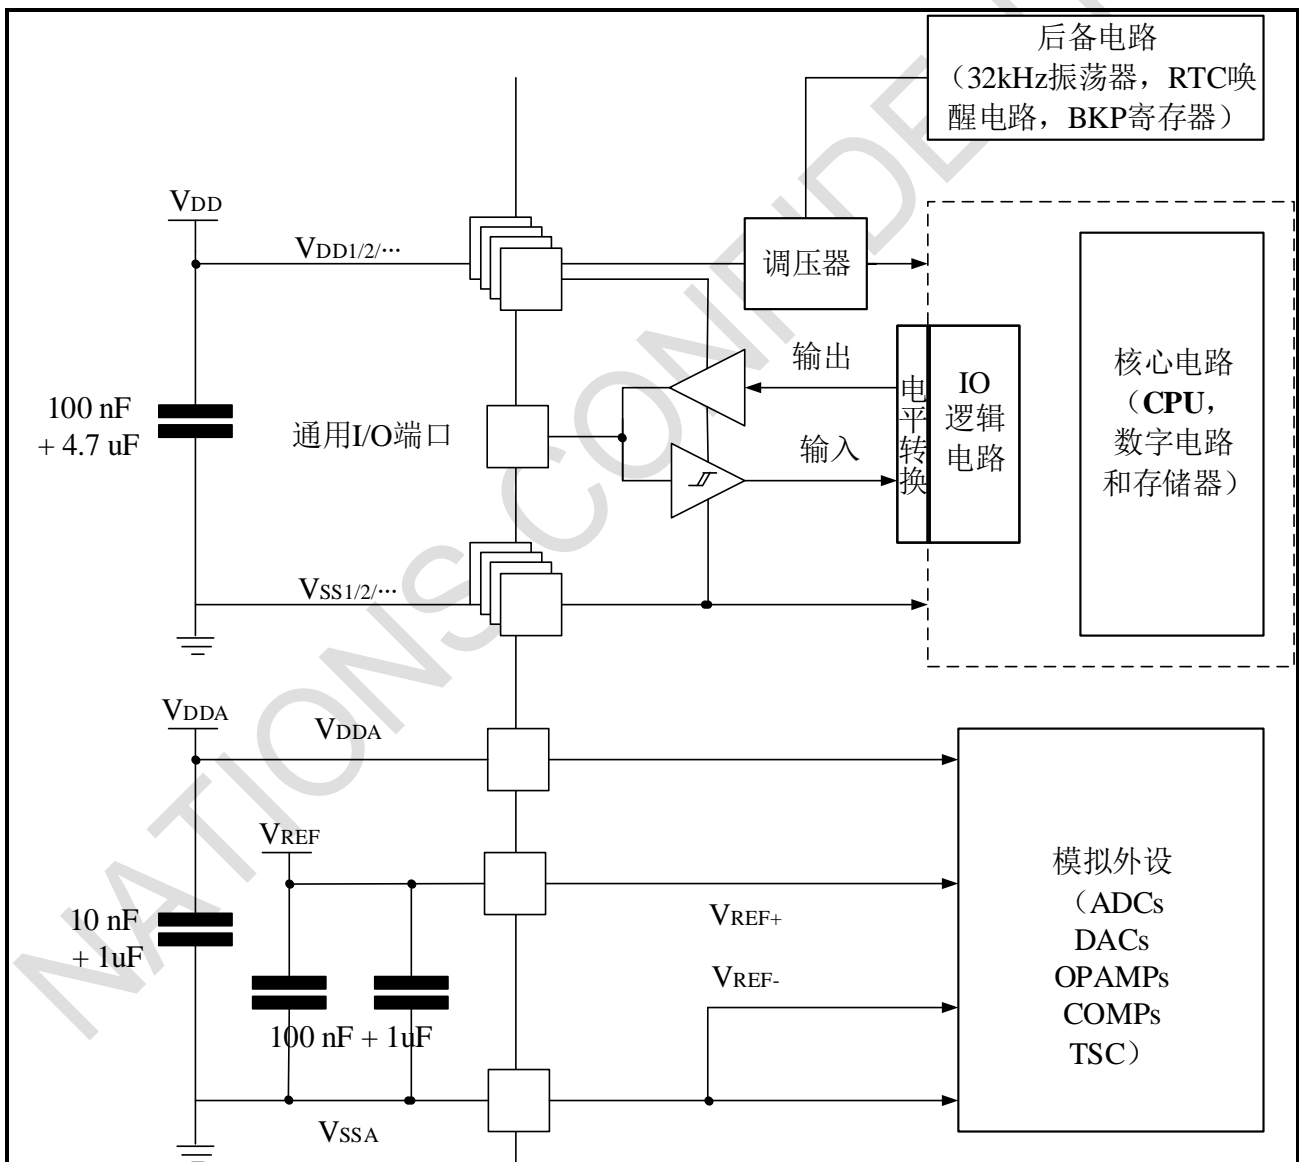 后备电路
（32kHz振荡器，RTC唤
醒电路，BKP寄存器）
VDD
VDD1/2/···
调压器
输出
电平转换
IO
逻辑
电路
核心电路
（CPU，
数字电路
和存储器）
100 nF
+ 4.7 uF
通用I/O端口
输入
VSS1/2/···
VDDA
VDDA
VREF
10 nF
+ 1uF
100 nF + 1uF
VREF+
VREF-
VSSA
模拟外设
（ADCs
DACs
OPAMPs
COMPs
TSC）
NATIONS CONFIDE